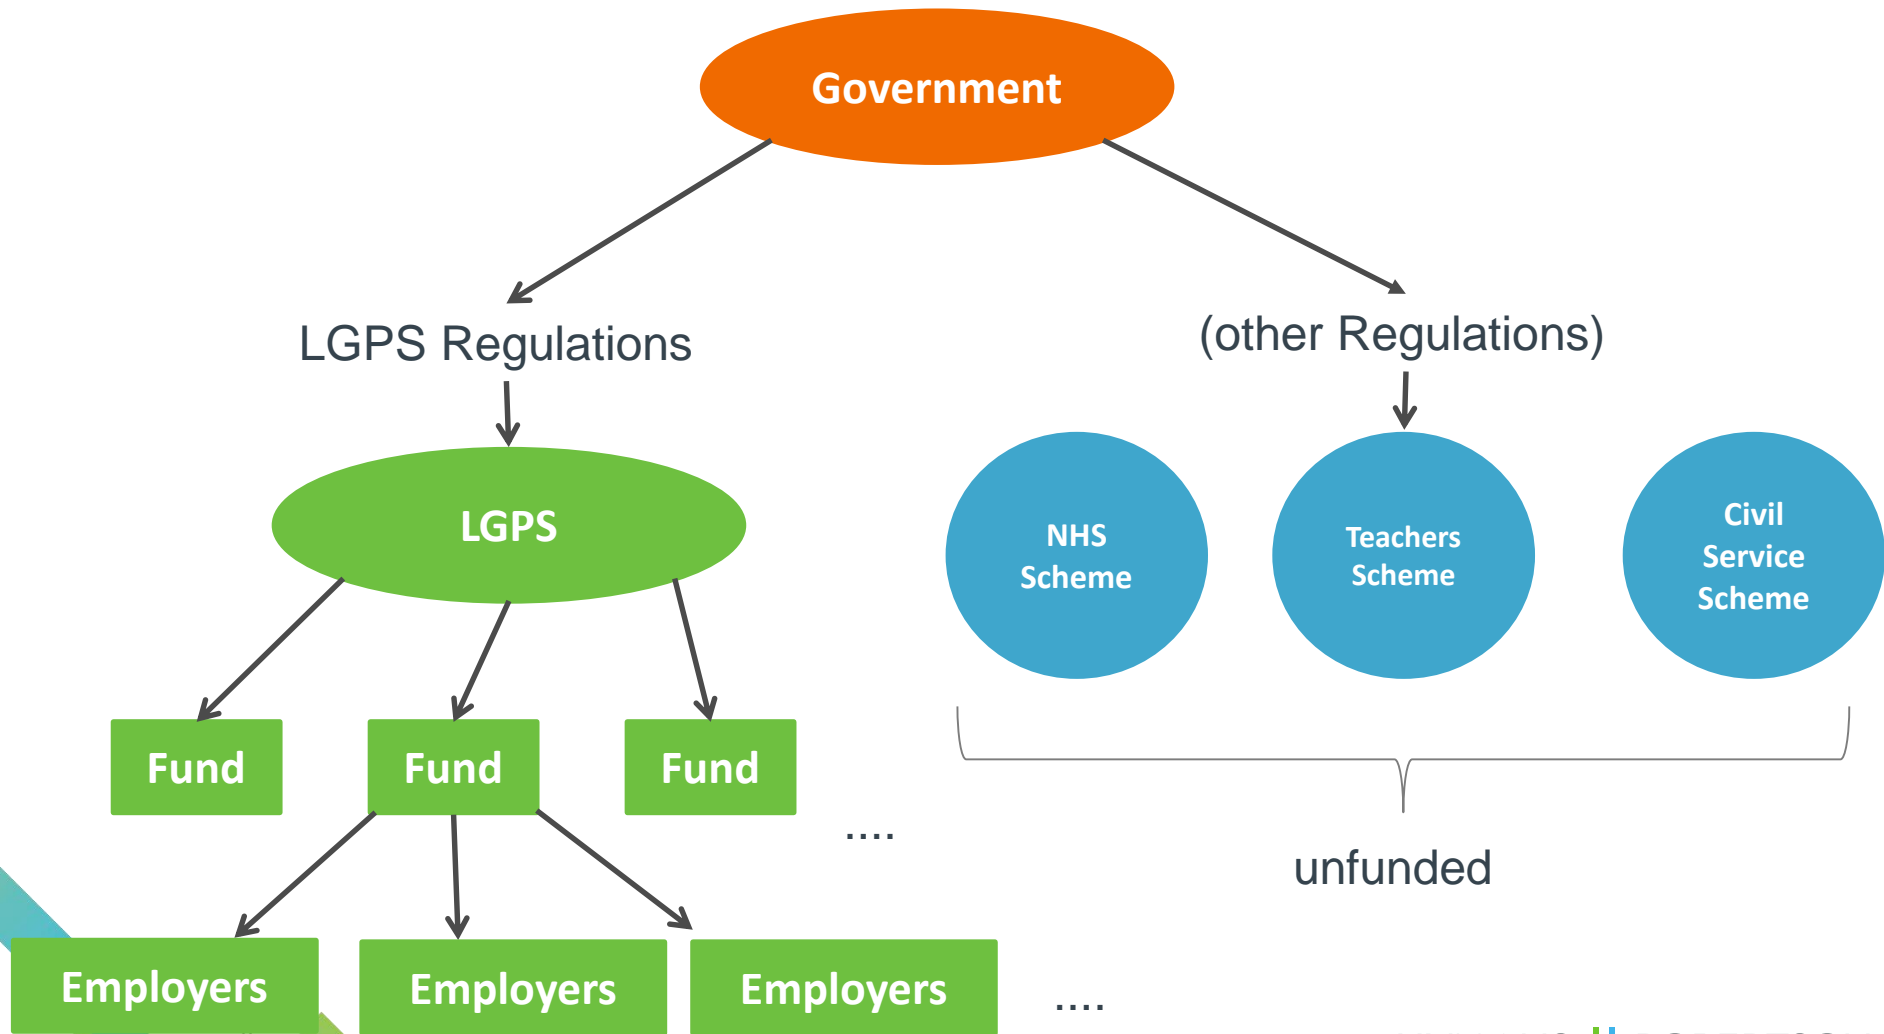 Government
LGPS Regulations
(other Regulations)
LGPS
NHS
Scheme
Teachers
Scheme
Civil
Service
Scheme
Fund
Fund
Fund
....
unfunded
Employers
Employers
Employers
....